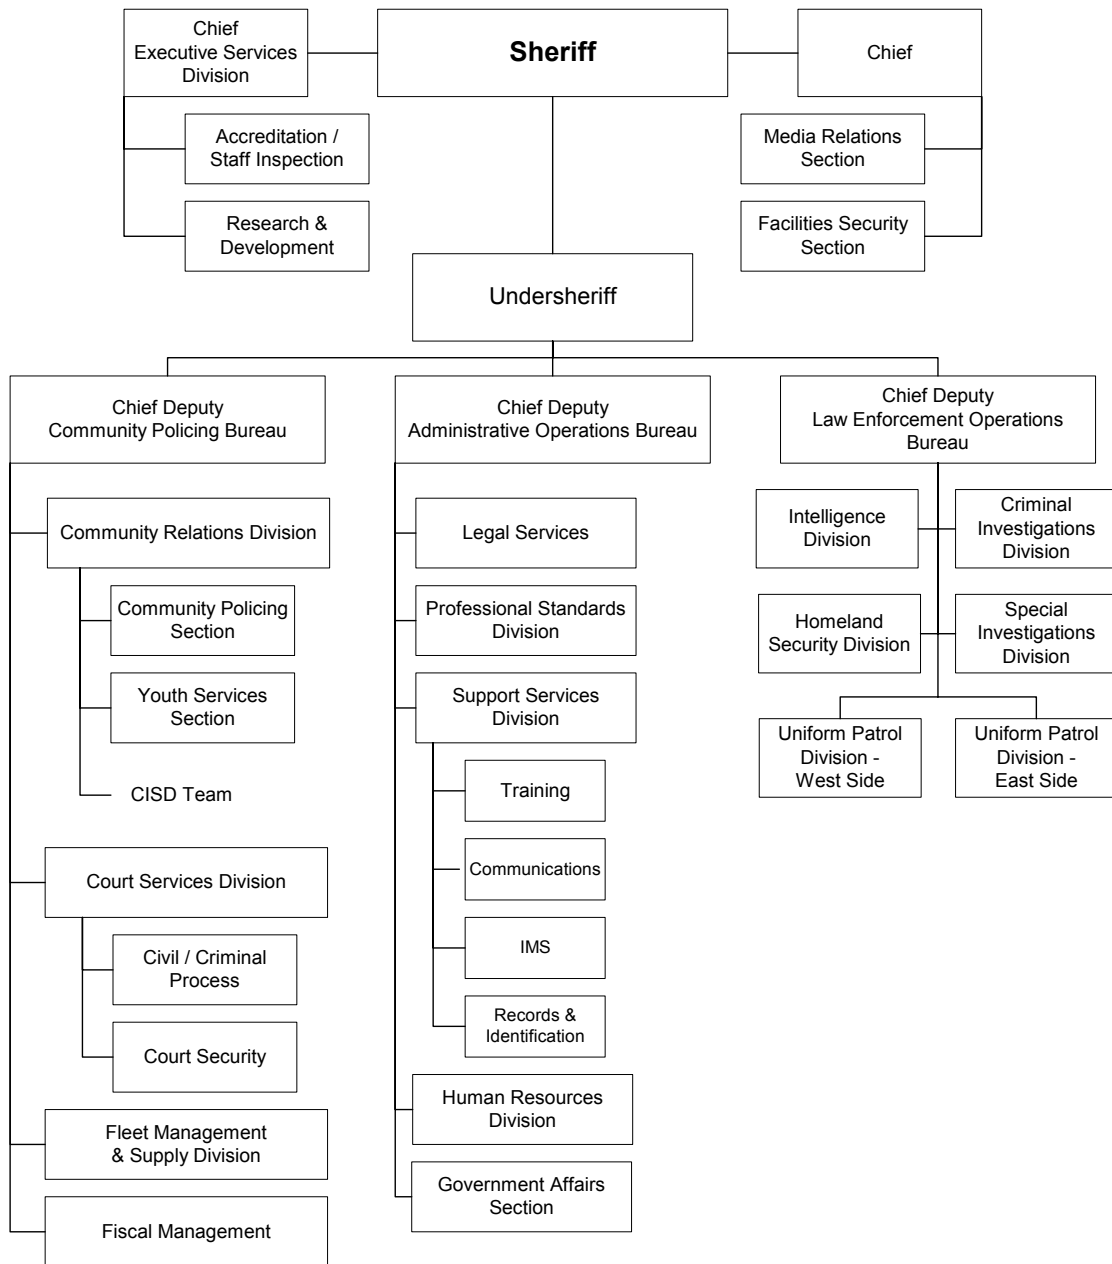 Chief
Executive Services
Division
Sheriff
Chief
Accreditation /
Staff Inspection
Media Relations
Section
Research &
Development
Facilities Security
Section
Undersheriff
Chief Deputy
Community Policing Bureau
Chief Deputy
Administrative Operations Bureau
Chief Deputy
Law Enforcement Operations
Bureau
Community Relations Division
Community Policing
Section
Youth Services
Section
CISD Team
Court Services Division
Civil / Criminal
Process
Court Security
Fleet Management
& Supply Division
Fiscal Management
Legal Services
Professional Standards
Division
Support Services
Division
Training
Communications
IMS
Records &
Identification
Human Resources
Division
Government Affairs
Section
Intelligence
Division
Criminal
Investigations
Division
Homeland
Security Division
Special
Investigations
Division
Uniform Patrol
Division -
West Side
Uniform Patrol
Division -
East Side